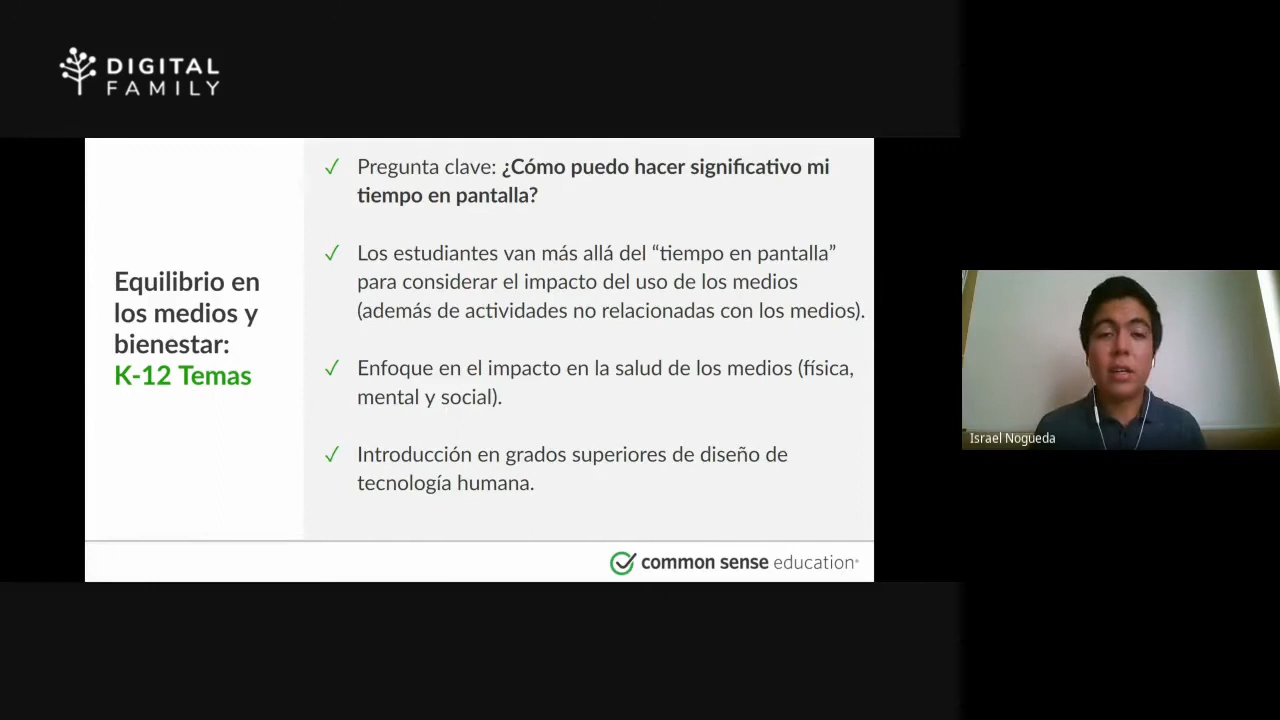 DIGITAL
FAMILY
Equilibrio en
los medios y
bienestar:
K-12 Temas
✓ Pregunta clave: ¿Cómo puedo hacer significativo mi
tiempo en pantalla?
✓ Los estudiantes van más allá del “tiempo en pantalla”
para considerar el impacto del uso de los medios
(además de actividades no relacionadas con los medios).
✓ Enfoque en el impacto en la salud de los medios (física,
mental y social).
✓ Introducción en grados superiores de diseño de
tecnología humana.
common sense education®
Israel Nogueda